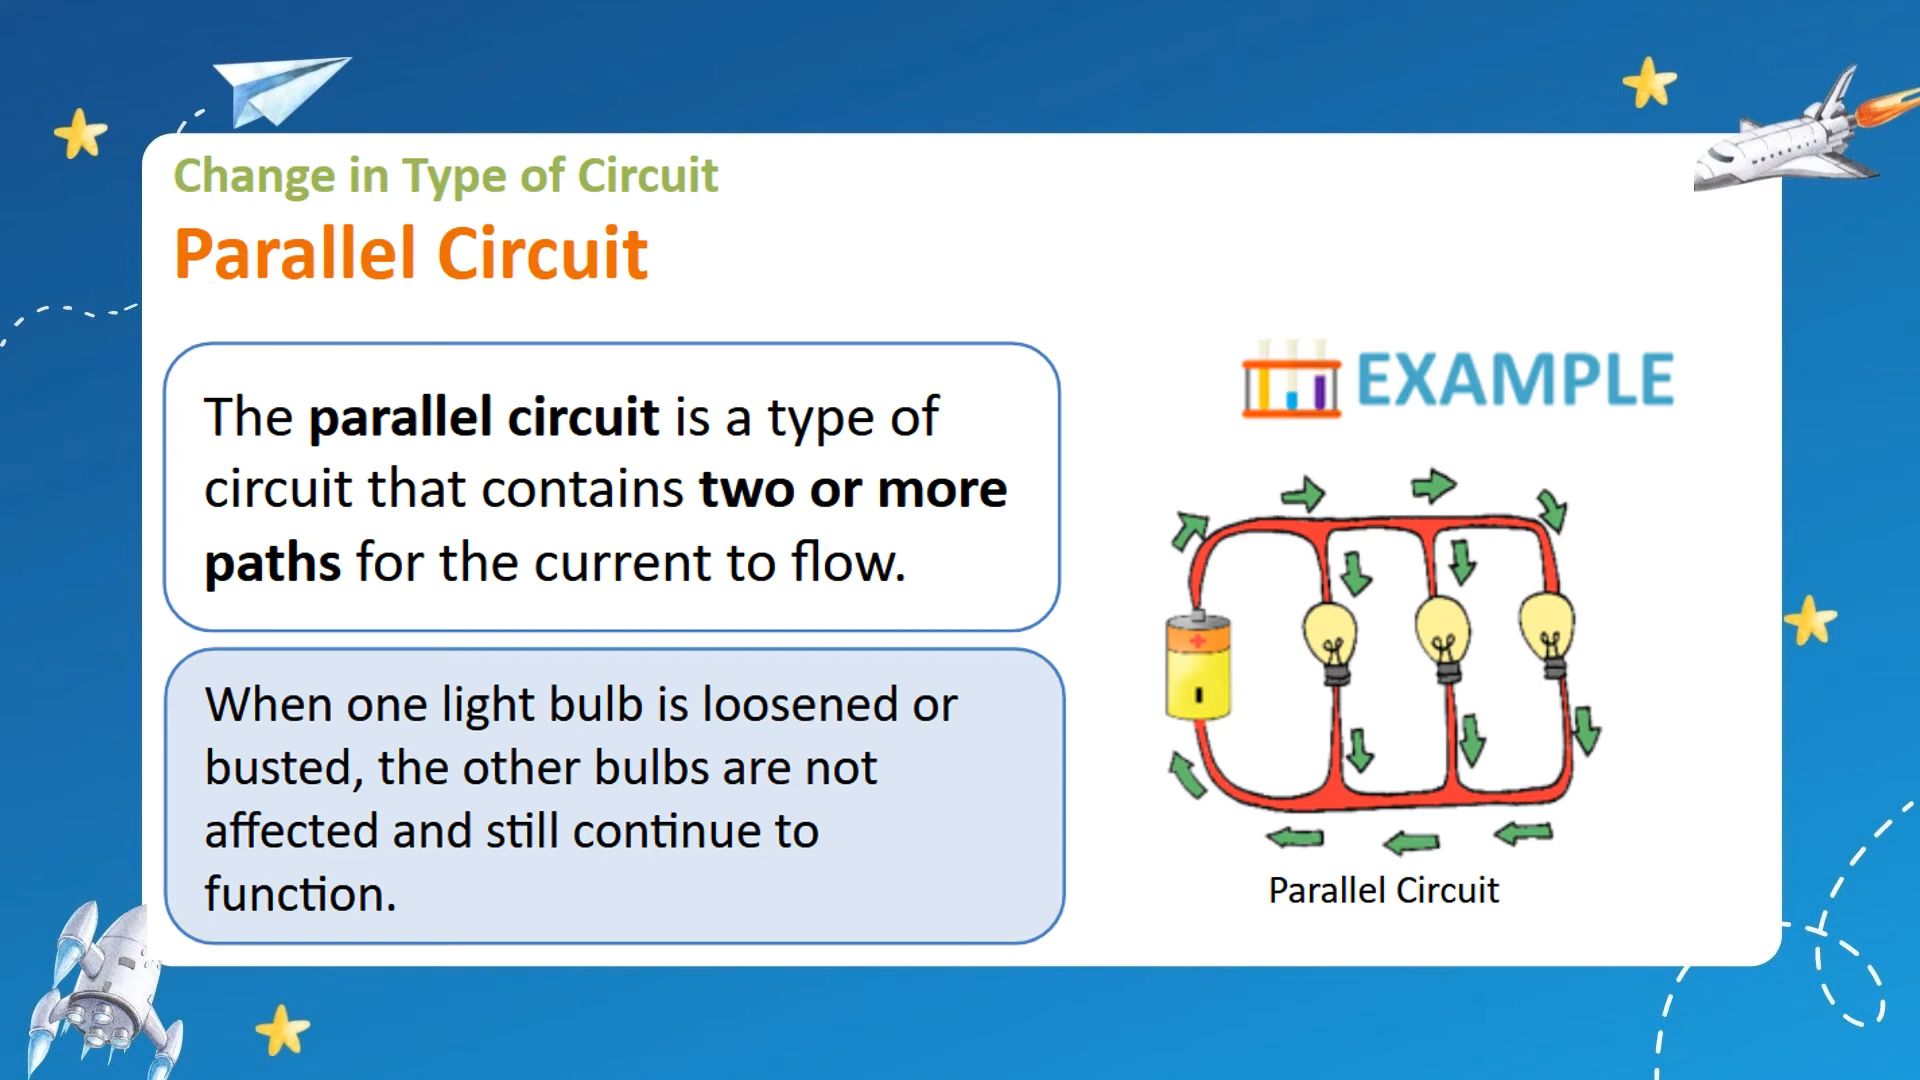 Change in Type of Circuit
Parallel Circuit
The parallel circuit is a type of
circuit that contains two or more
paths for the current to flow.
When one light bulb is loosened or
busted, the other bulbs are not
affected and still continue to
function.
EXAMPLE
+
Parallel Circuit